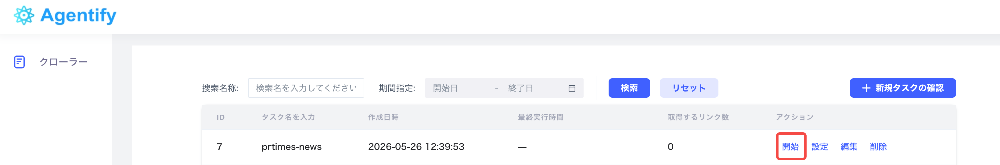 Agentify
クローラー
搜索名称: 検索名を入力してください 期間指定: 開始日 - 終了日 検索 リセット + 新規タスクの確認
ID タスク名を入力 作成日時 最終実行時間 取得するリンク数 アクション
7 prtimes-news 2026-05-26 12:39:53 — 0 開始 設定 編集 削除